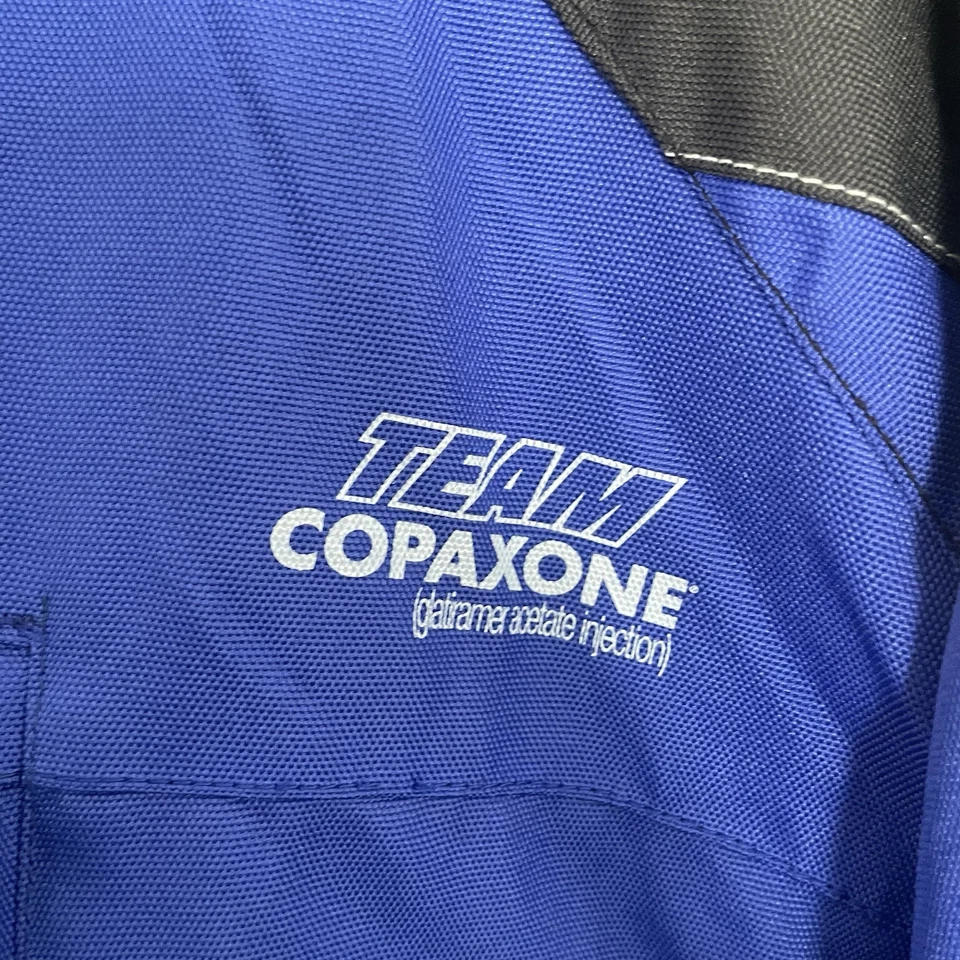 TEAM
COPAXONE®
(glatiramer acetate injection)